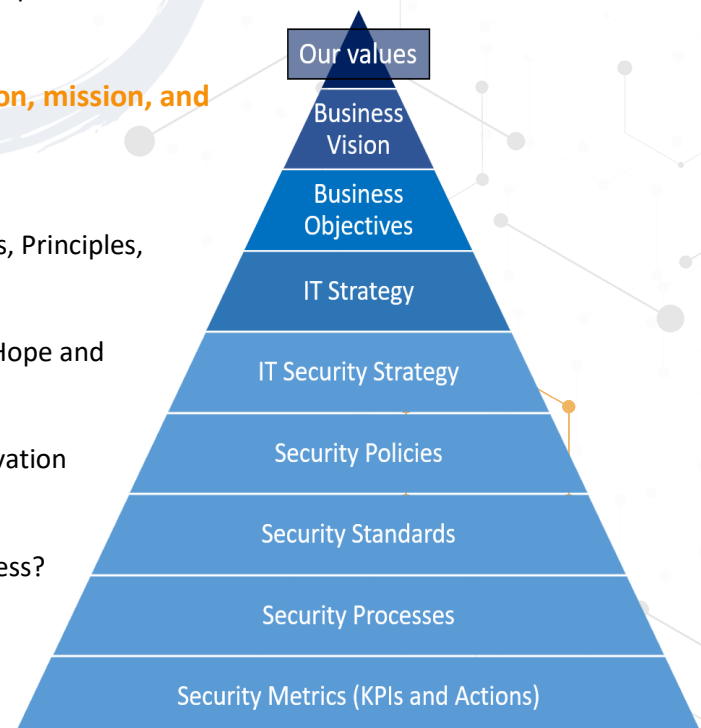 on, mission, and
s, Principles,
Hope and
vation
ess?
Our values
Business
Vision
Business
Objectives
IT Strategy
IT Security Strategy
Security Policies
Security Standards
Security Processes
Security Metrics (KPIs and Actions)